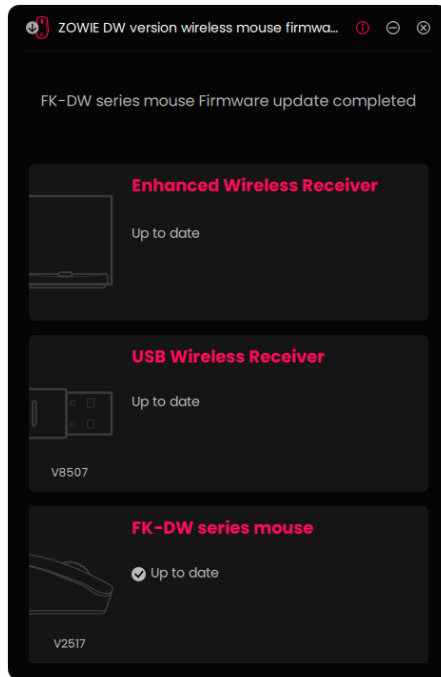 ZOWIE DW version wireless mouse firmwa...
FK-DW series mouse Firmware update completed
Enhanced Wireless Receiver
Up to date
USB Wireless Receiver
Up to date
V8507
FK-DW series mouse
Up to date
V2517